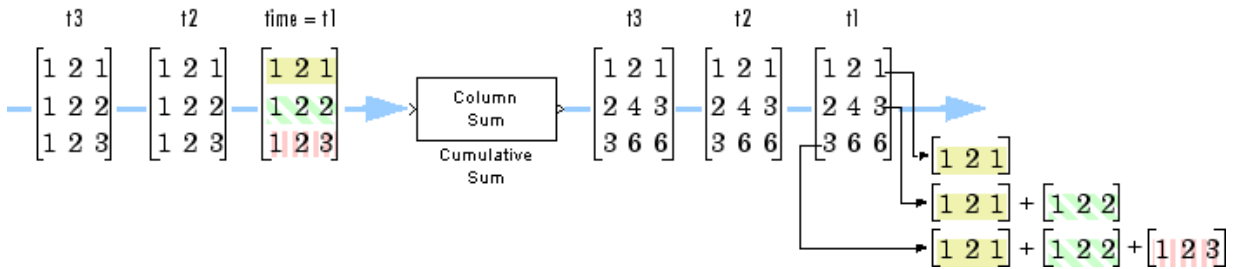 t3 t2 time = t1 t3 t2 t1
1 2 1 1 2 1 1 2 1 1 2 1 1 2 1 1 2 1
1 2 2 1 2 2 1 2 2 Column 2 4 3 2 4 3 2 4 3
Sum
1 2 3 1 2 3 1 2 3 3 6 6 3 6 6 3 6 6
Cumulative
Sum
[1 2 1]
[1 2 1] + [1 2 2]
[1 2 1] + [1 2 2] + [1 2 3]